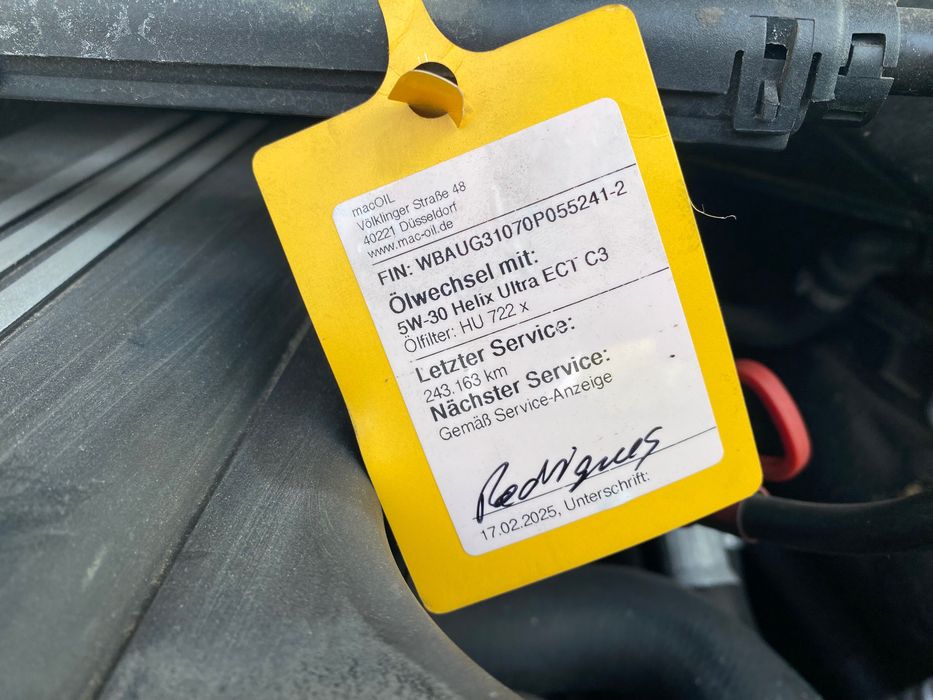 macOIL
Völklinger Straße 48
40221 Düsseldorf
www.mac-oil.de
FIN: WBAUG31070P055241-2
Ölwechsel mit:
5W-30 Helix Ultra ECT C3
Ölfilter: HU 722 x
Letzter Service:
243.163 km
Nächster Service:
Gemäß Service-Anzeige
Rodrigues
17.02.2025, Unterschrift: